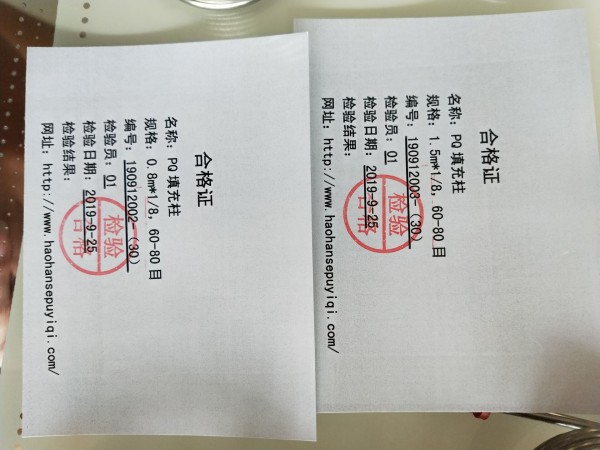 合格证
名称: PQ 填充柱
规格: 0.8m*1/8, 60-80 目
编号: 190912002-(30)
检验员: 01
检验日期: 2019-9-25
检验结果:
网址: http://www.haohansepuyiqi.com/
检验
合格
合格证
名称: PQ 填充柱
规格: 1.5m*1/8, 60-80 目
编号: 190912003-(30)
检验员: 01
检验日期: 2019-9-25
检验结果:
网址: http://www.haohansepuyiqi.com/
检验
合格